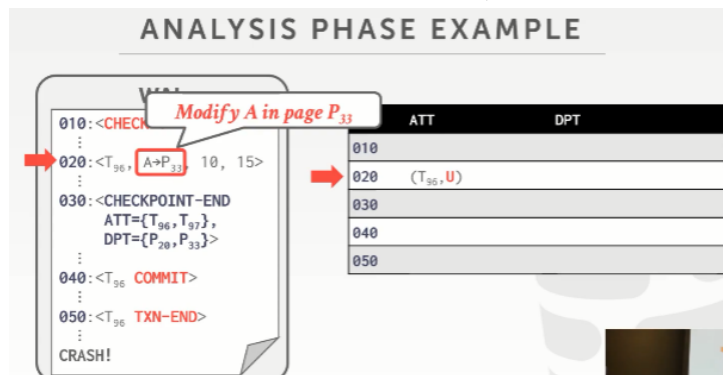 ANALYSIS PHASE EXAMPLE
Modify A in page P33
010:<CHECK
020:<T96, A→P33, 10, 15>
030:<CHECKPOINT-END
ATT={T96,T97},
DPT={P20,P33}>
040:<T96 COMMIT>
050:<T96 TXN-END>
CRASH!
ATT DPT
010
020 (T96,U)
030
040
050